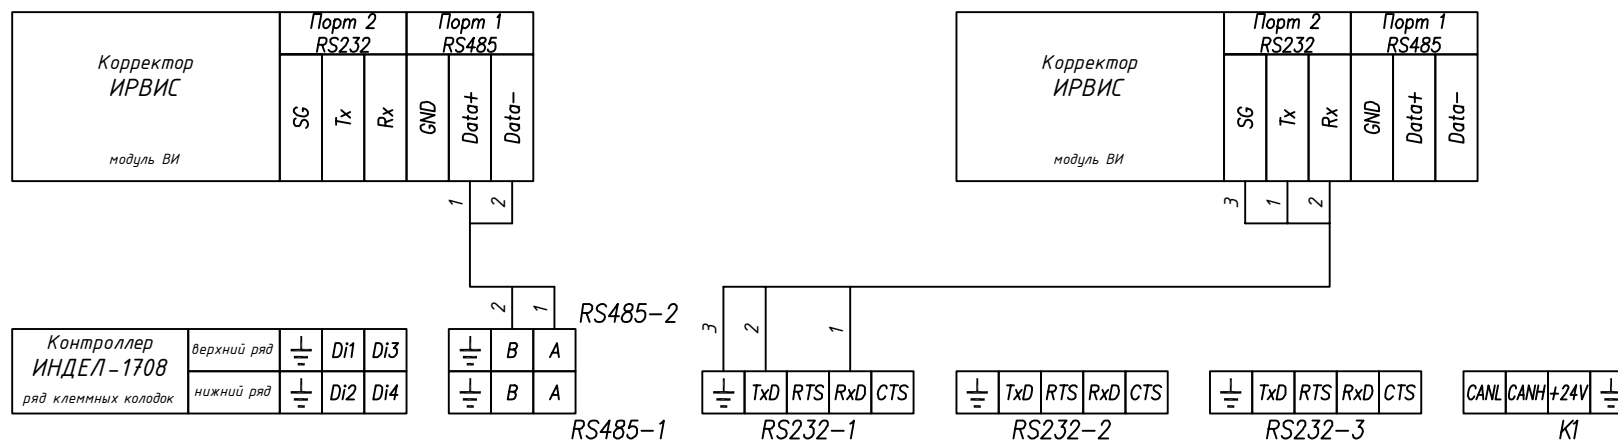 Корректор
ИРВИС
модуль ВИ
Порт 2
RS232
Порт 1
RS485
SG
Tx
Rx
GND
Data+
Data-
1
2
Корректор
ИРВИС
модуль ВИ
Порт 2
RS232
Порт 1
RS485
SG
Tx
Rx
GND
Data+
Data-
3
1
2
2
1
RS485-2
3
2
1
Контроллер
ИНДЕЛ-1708
ряд клеммных колодок
верхний ряд
Di1 Di3
нижний ряд
Di2 Di4
B A
B A
RS485-1
TxD RTS RxD CTS
RS232-1
TxD RTS RxD CTS
RS232-2
TxD RTS RxD CTS
RS232-3
CANL CANH +24V
K1